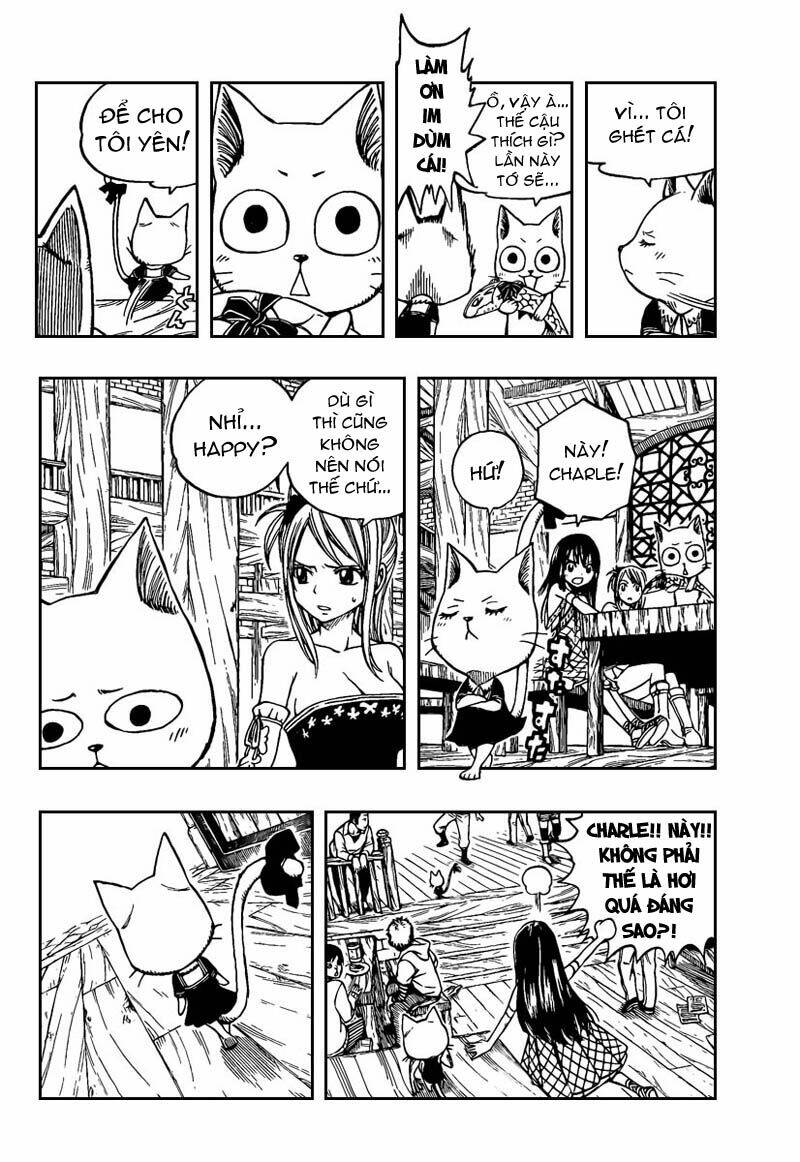 VÌ... TÔI
GHÉT CÁ!
Ồ, VẬY À...
THẾ CẬU
THÍCH GÌ?
LẦN NÀY
TỚ SẼ...
LÀM
ƠN
IM
DÙM
CÁI!
ĐỂ CHO
TÔI YÊN!
NÀY!
CHARLE!
HỨ!
DÙ GÌ
THÌ CŨNG
KHÔNG
NÊN NÓI
THẾ CHỨ...
NHỈ...
HAPPY?
CHARLE!! NÀY!!
KHÔNG PHẢI
THẾ LÀ HƠI
QUÁ ĐÁNG
SAO?!